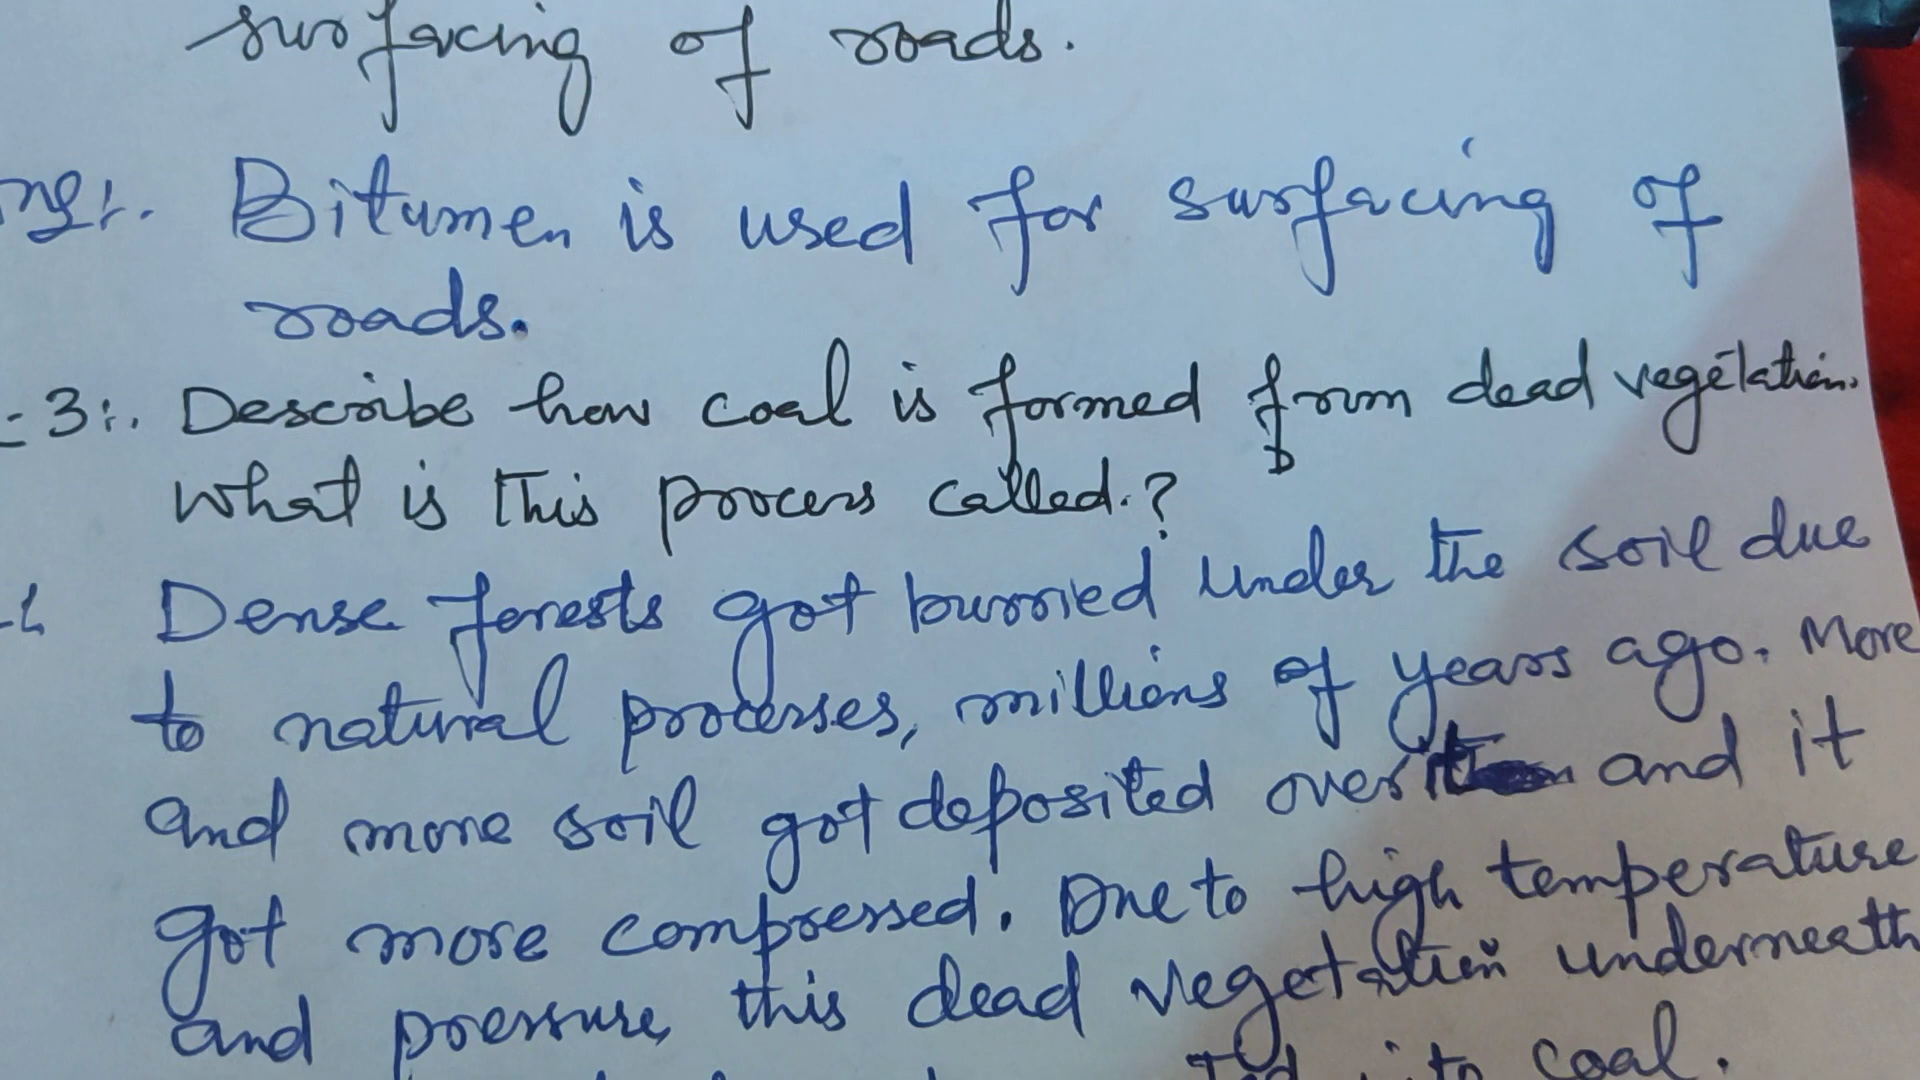 surfacing of roads.
Bitumen is used for surfacing of
roads.
3:. Describe how coal is formed from dead vegetation.
What is this process called.?
Dense forests got burried under the soil due
to natural processes, millions of years ago. More
and more soil got deposited over it and it
got more compressed. Due to high temperature
and pressure, this dead vegetation underneath
into coal.